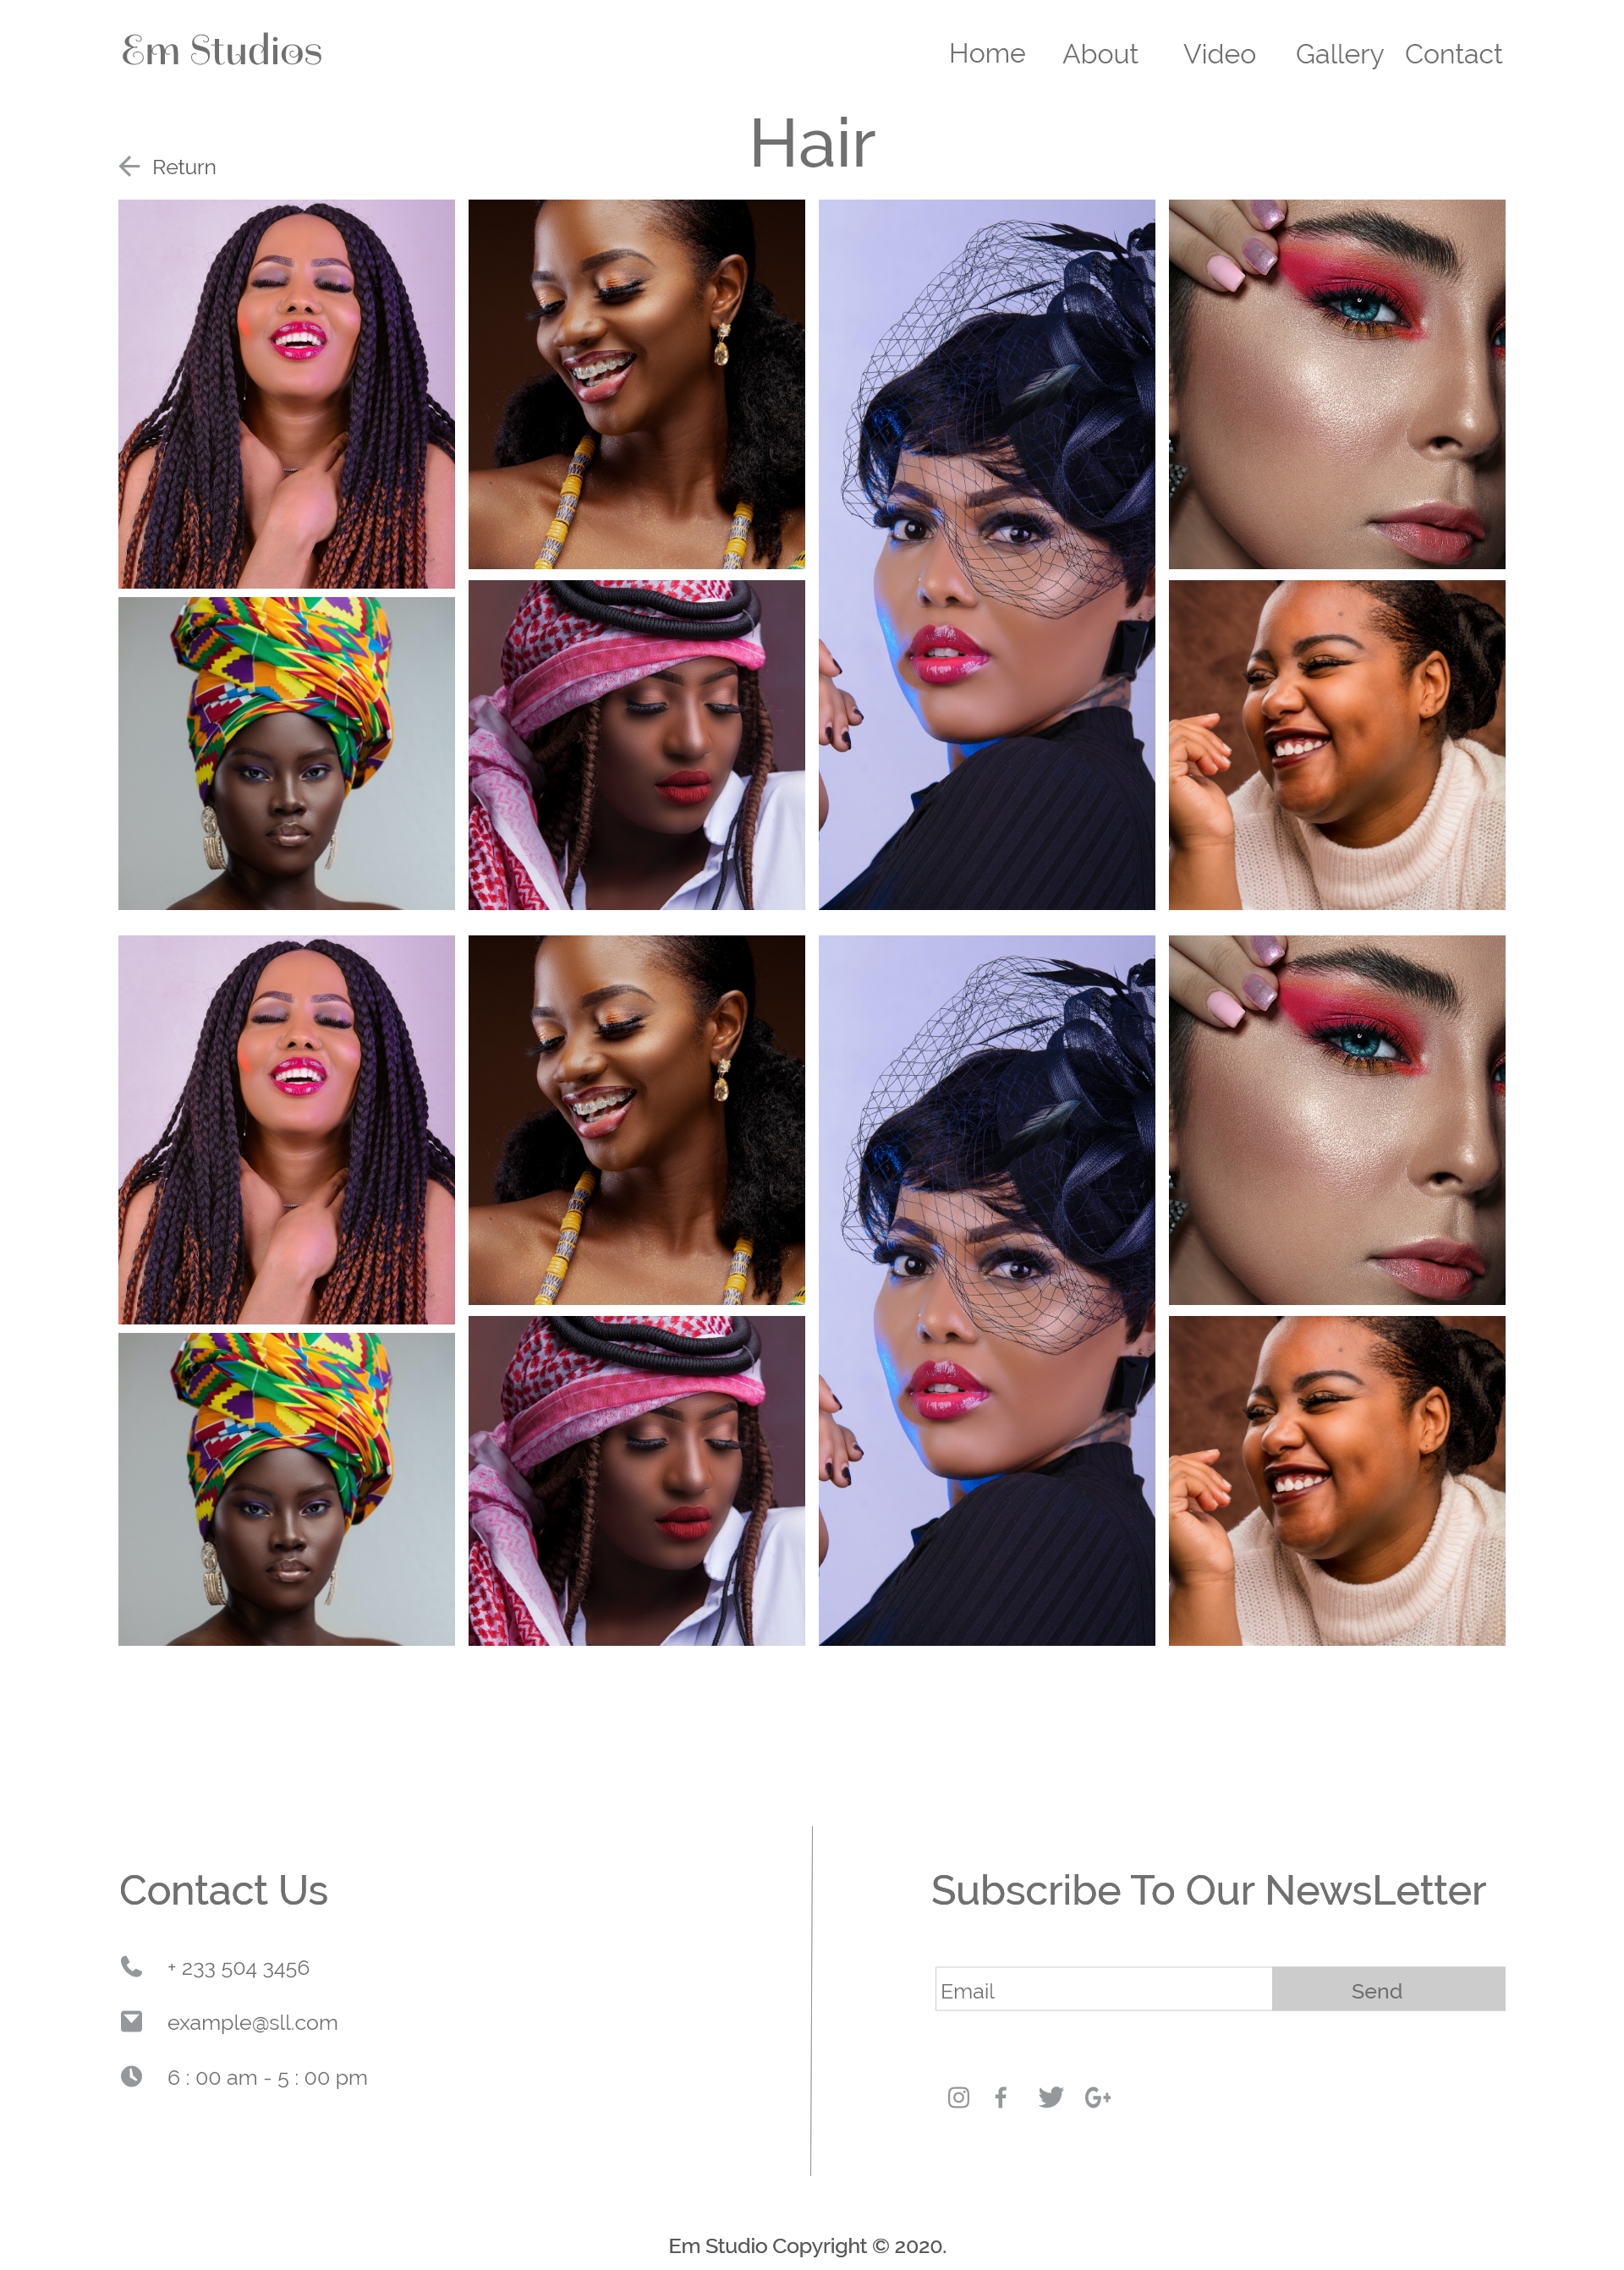 Em Studios
Home About Video Gallery Contact
Hair
Return
Contact Us
+ 233 504 3456
example@sll.com
6 : 00 am - 5 : 00 pm
Subscribe To Our NewsLetter
Email Send
G+
Em Studio Copyright © 2020.